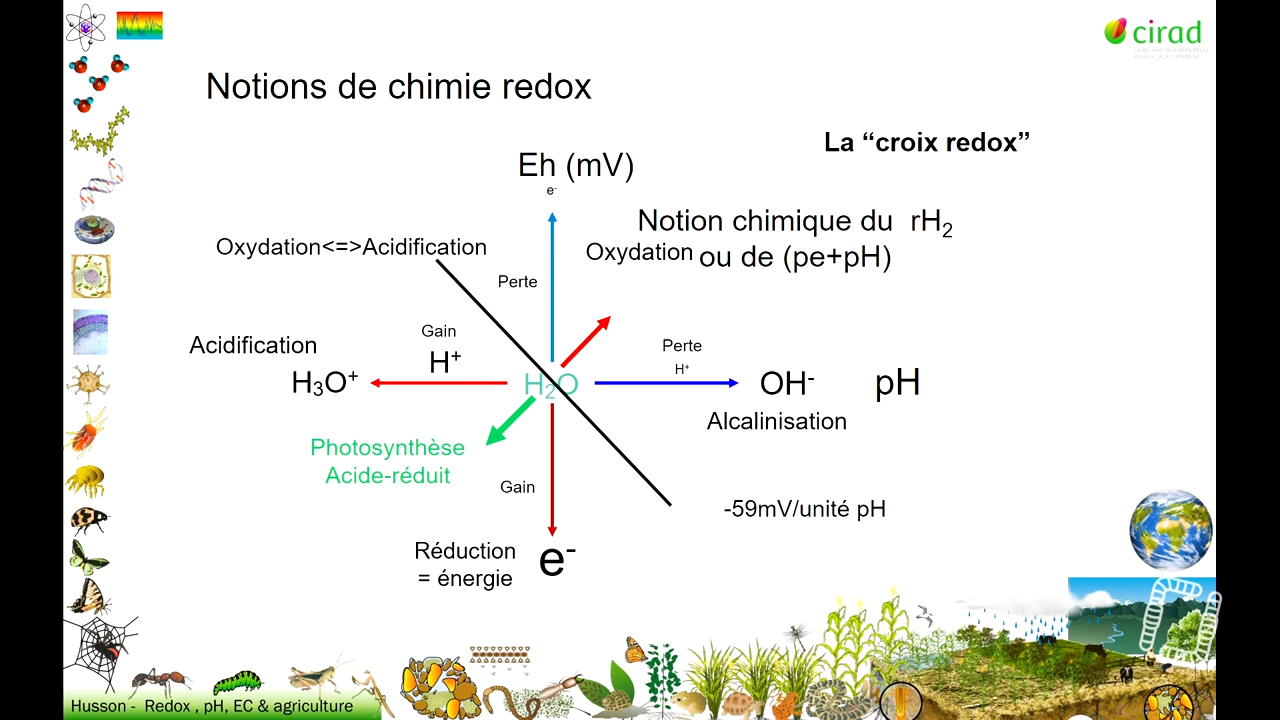 cirad
Notions de chimie redox
La “croix redox”
Eh (mV)
e-
Notion chimique du rH2
ou de (pe+pH)
Oxydation<=>Acidification
Oxydation
Perte
Gain
H+
Acidification
H3O+
H2O
Perte
H+
OH-
pH
Alcalinisation
Photosynthèse
Acide-réduit
Gain
-59mV/unité pH
Réduction
= énergie
e-
Husson - Redox , pH, EC & agriculture